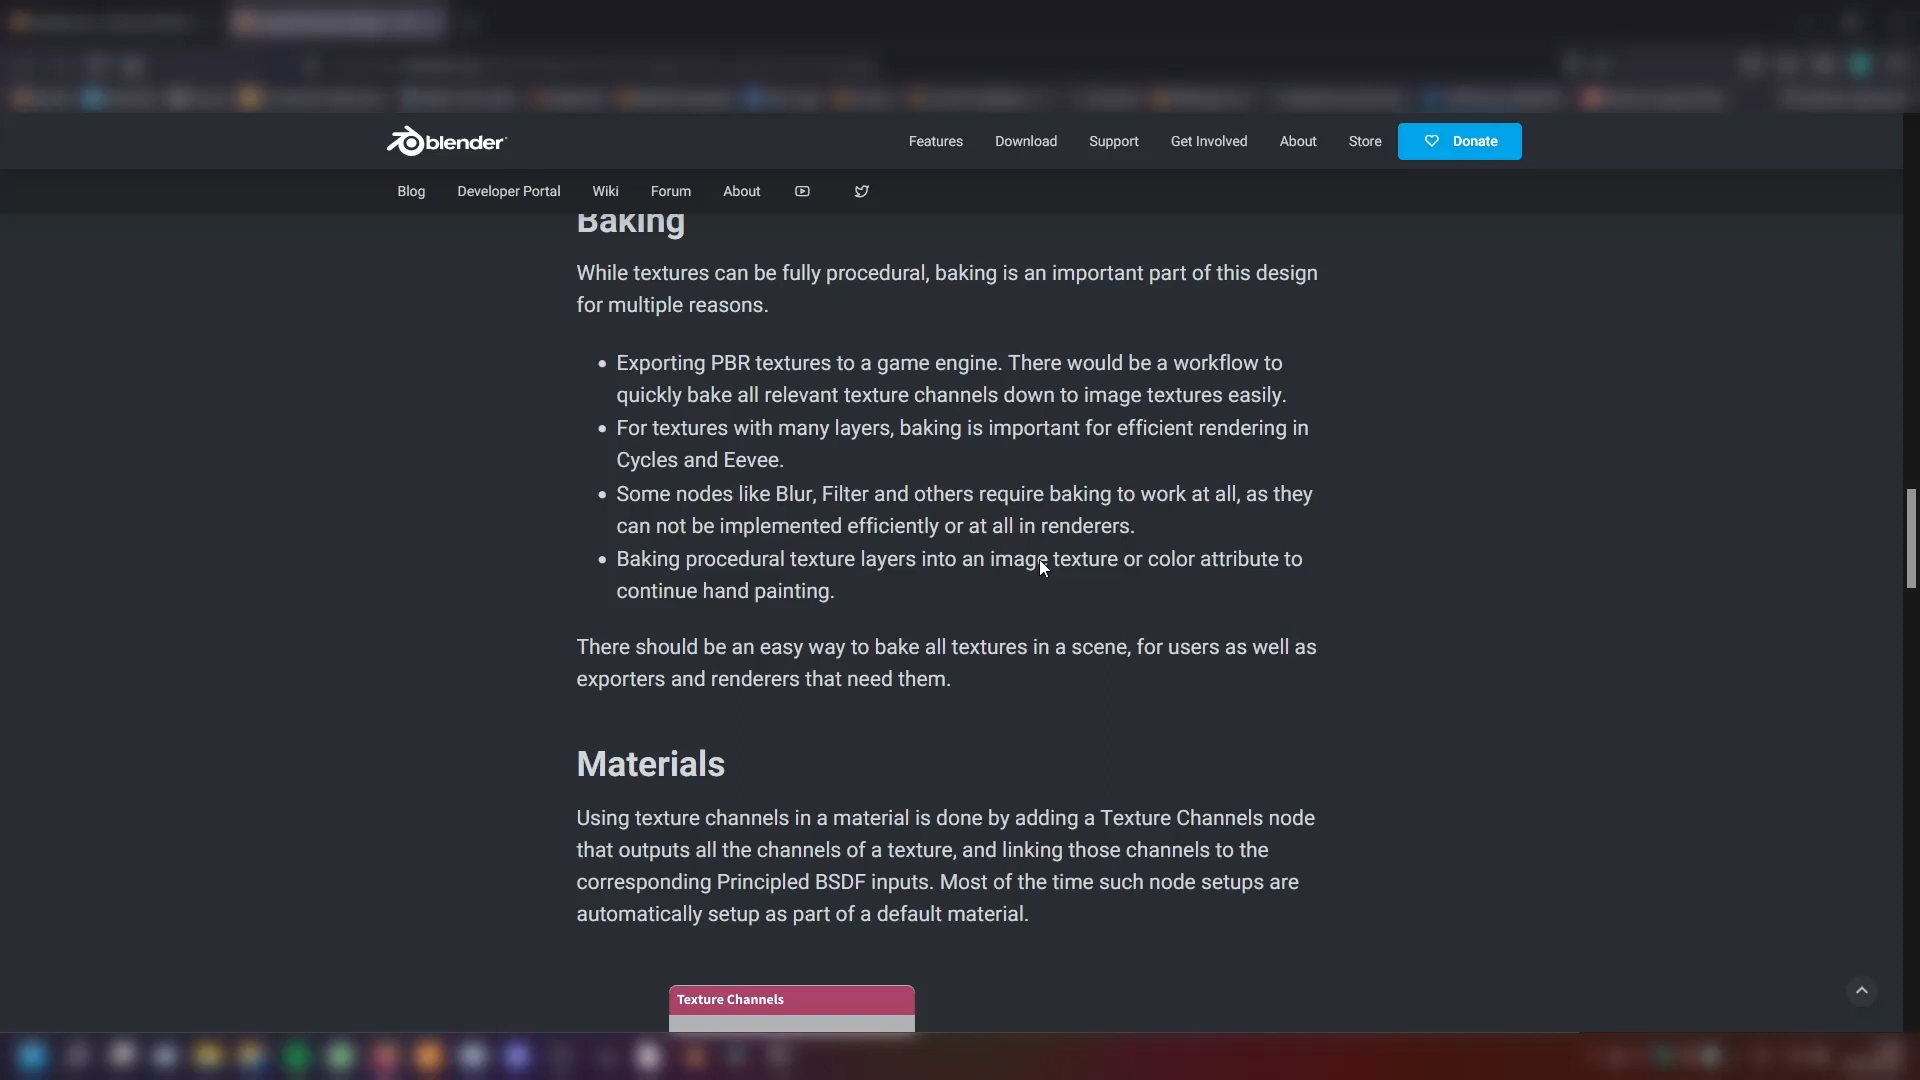 blender
Features Download Support Get Involved About Store Donate
Blog Developer Portal Wiki Forum About
Baking
While textures can be fully procedural, baking is an important part of this design
for multiple reasons.
Exporting PBR textures to a game engine. There would be a workflow to
quickly bake all relevant texture channels down to image textures easily.
For textures with many layers, baking is important for efficient rendering in
Cycles and Eevee.
Some nodes like Blur, Filter and others require baking to work at all, as they
can not be implemented efficiently or at all in renderers.
Baking procedural texture layers into an image texture or color attribute to
continue hand painting.
There should be an easy way to bake all textures in a scene, for users as well as
exporters and renderers that need them.
Materials
Using texture channels in a material is done by adding a Texture Channels node
that outputs all the channels of a texture, and linking those channels to the
corresponding Principled BSDF inputs. Most of the time such node setups are
automatically setup as part of a default material.
Texture Channels